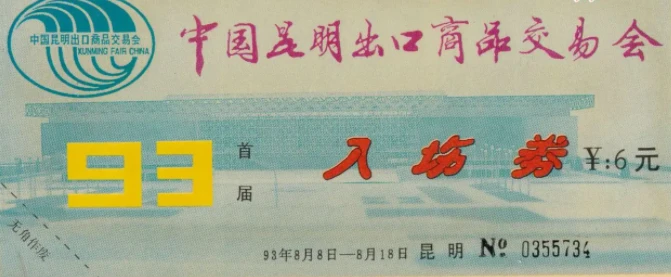 中国昆明出口商品交易会
KUNMING FAIR CHINA
中国昆明出口商品交易会
93
首届
入场券
¥:6元
无角作废
93年8月8日—8月18日 昆明 № 0355734